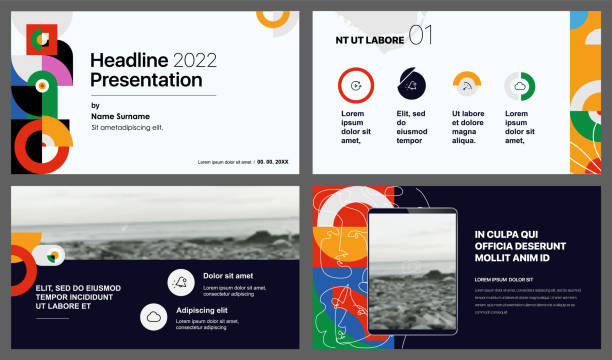 Headline 2022
Presentation
by
Name Surname
Sit ametadipiscing elit,
Lorem ipsum dolor sit amet / 00. 00, 20XX
NT UT LABORE 01
Lorem
ipsum
dolor
sit amet,
Elit, sed
do
eiusmod
tempor
Ut labore
et dolore
magna
aliqua.
Lorem
ipsum
dolor
sit amet,
ELIT, SED DO EIUSMOD
TEMPOR INCIDIDUNT
UT LABORE ET
Dolor sit amet
Lorem ipsum dolor sit amet,
consectetur adipiscing
Adipiscing elit
Lorem ipsum dolor sit amet,
consectetur adipiscing
IN CULPA QUI
OFFICIA DESERUNT
MOLLIT ANIM ID
LOREM IPSUM DOLOR SIT